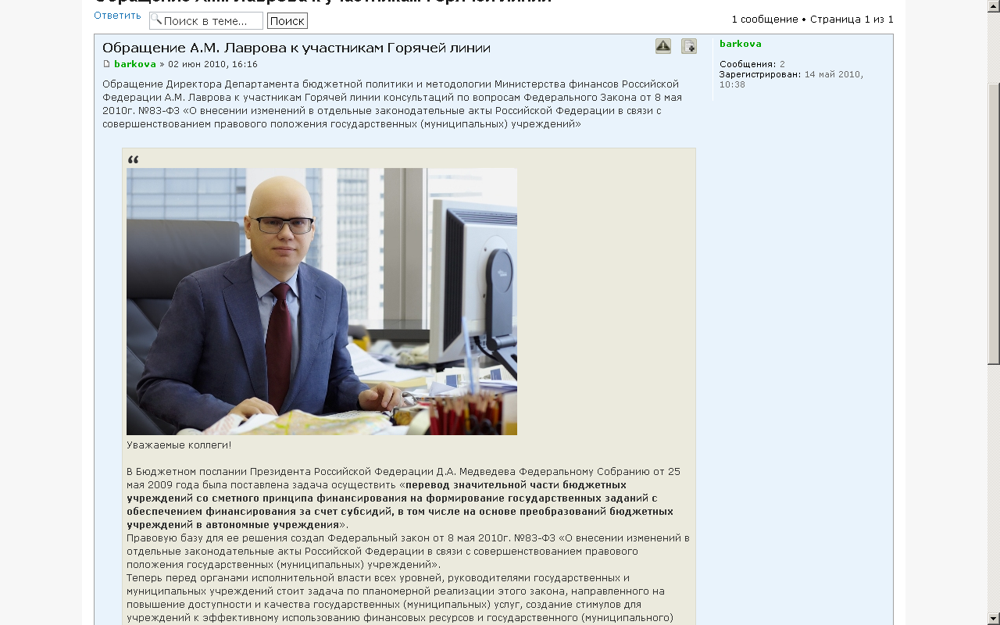 Обращение А.М. Лаврова к участникам Горячей линии
Ответить
Поиск в теме...
Поиск
1 сообщение • Страница 1 из 1
Обращение А.М. Лаврова к участникам Горячей линии
barkova » 02 июн 2010, 16:16
Обращение Директора Департамента бюджетной политики и методологии Министерства финансов Российской
Федерации А.М. Лаврова к участникам Горячей линии консультаций по вопросам Федерального Закона от 8 мая
2010г. №83-ФЗ «О внесении изменений в отдельные законодательные акты Российской Федерации в связи с
совершенствованием правового положения государственных (муниципальных) учреждений»
“
Уважаемые коллеги!
В Бюджетном послании Президента Российской Федерации Д.А. Медведева Федеральному Собранию от 25
мая 2009 года была поставлена задача осуществить «перевод значительной части бюджетных
учреждений со сметного принципа финансирования на формирование государственных заданий с
обеспечением финансирования за счет субсидий, в том числе на основе преобразований бюджетных
учреждений в автономные учреждения».
Правовую базу для ее решения создал Федеральный закон от 8 мая 2010г. №83-ФЗ «О внесении изменений в
отдельные законодательные акты Российской Федерации в связи с совершенствованием правового
положения государственных (муниципальных) учреждений».
Теперь перед органами исполнительной власти всех уровней, руководителями государственных и
муниципальных учреждений стоит задача по планомерной реализации этого закона, направленного на
повышение доступности и качества государственных (муниципальных) услуг, создание стимулов для
учреждений к эффективному использованию финансовых ресурсов и государственного (муниципального)
barkova
Сообщения: 2
Зарегистрирован: 14 май 2010,
10:38